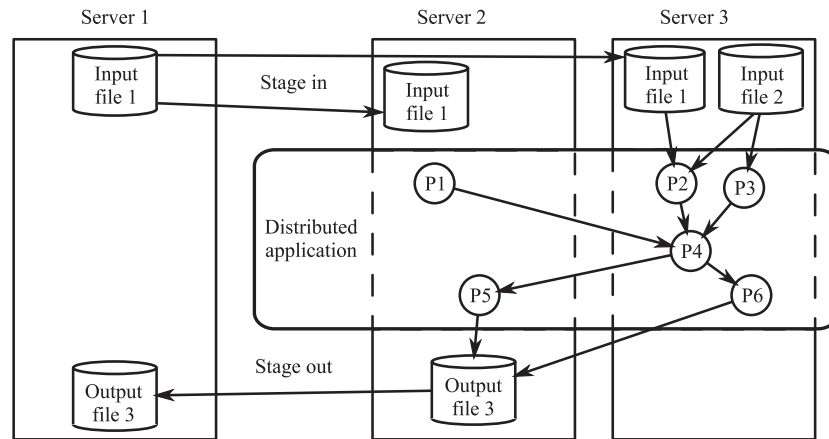 Server 1
Server 2
Server 3
Input
file 1
Stage in
Input
file 1
Input
file 1
Input
file 2
P1
P2
P3
Distributed
application
P4
P5
P6
Stage out
Output
file 3
Output
file 3